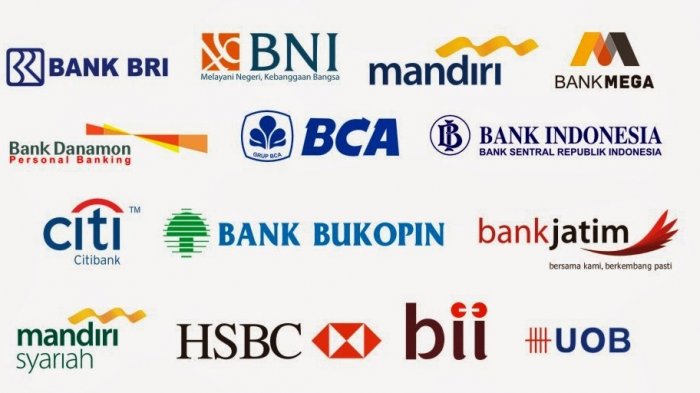 BANK BRI
BNI
Melayani Negeri, Kebanggaan Bangsa
mandiri
BANKMEGA
Bank Danamon
Personal Banking
GRUP BCA
BCA
BANK INDONESIA
BANK SENTRAL REPUBLIK INDONESIA
citi TM
Citibank
BANK BUKOPIN
bankjatim
bersama kami, berkembang pasti
mandiri
syariah
HSBC
bii
UOB